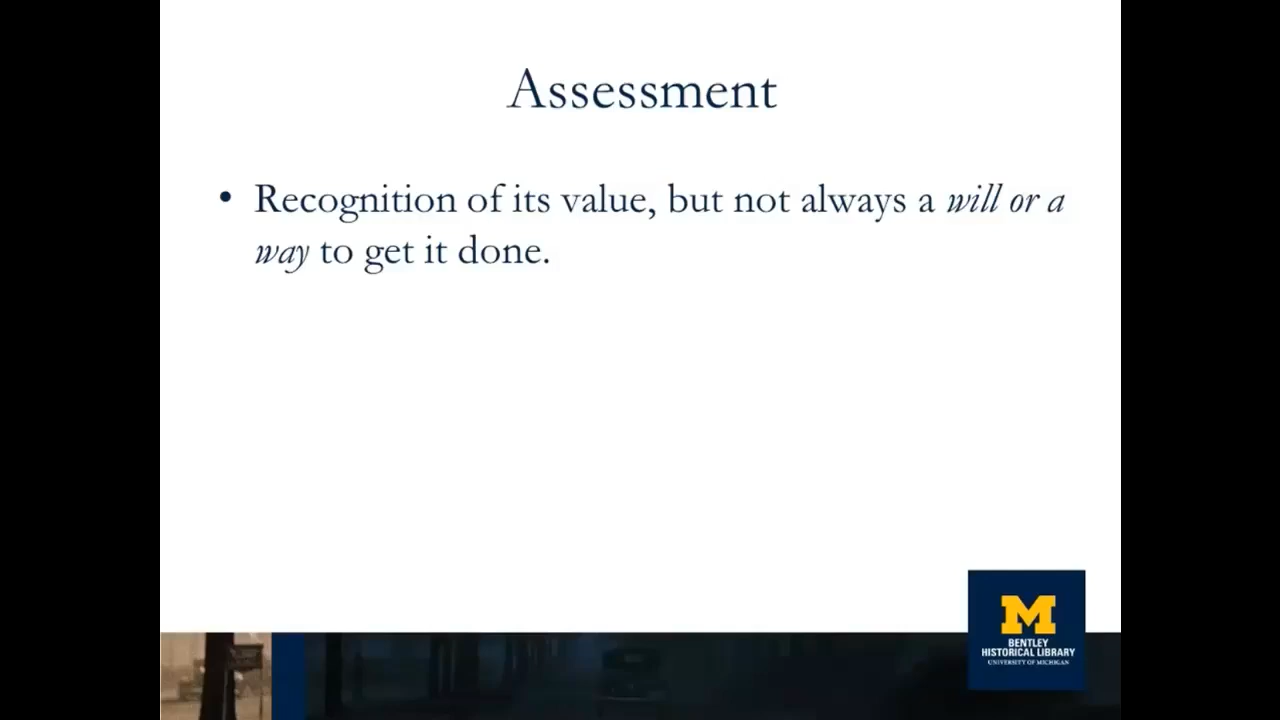 Assessment
• Recognition of its value, but not always a will or a
way to get it done.
M
BENTLEY
HISTORICAL LIBRARY
UNIVERSITY OF MICHIGAN